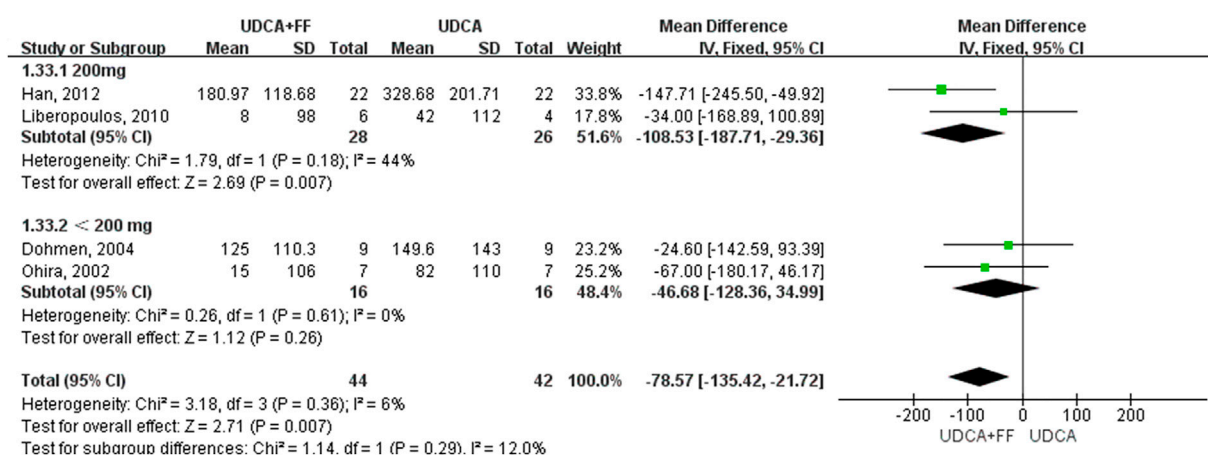 UDCA+FF UDCA Mean Difference Mean Difference
Study or Subgroup Mean SD Total Mean SD Total Weight IV, Fixed, 95% CI IV, Fixed, 95% CI
1.33.1 200mg
Han, 2012 180.97 118.68 22 328.68 201.71 22 33.8% -147.71 [-245.50, -49.92]
Liberopoulos, 2010 8 98 6 42 112 4 17.8% -34.00 [-168.89, 100.89]
Subtotal (95% CI) 28 26 51.6% -108.53 [-187.71, -29.36]
Heterogeneity: Chi² = 1.79, df = 1 (P = 0.18); I² = 44%
Test for overall effect: Z = 2.69 (P = 0.007)
1.33.2 < 200 mg
Dohmen, 2004 125 110.3 9 149.6 143 9 23.2% -24.60 [-142.59, 93.39]
Ohira, 2002 15 106 7 82 110 7 25.2% -67.00 [-180.17, 46.17]
Subtotal (95% CI) 16 16 48.4% -46.68 [-128.36, 34.99]
Heterogeneity: Chi² = 0.26, df = 1 (P = 0.61); I² = 0%
Test for overall effect: Z = 1.12 (P = 0.26)
Total (95% CI) 44 42 100.0% -78.57 [-135.42, -21.72]
Heterogeneity: Chi² = 3.18, df = 3 (P = 0.36); I² = 6%
Test for overall effect: Z = 2.71 (P = 0.007)
Test for subgroup differences: Chi² = 1.14, df = 1 (P = 0.29), I² = 12.0%
-200 -100 0 100 200
UDCA+FF UDCA